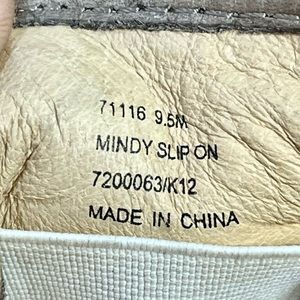 71116 9.5M
MINDY SLIP ON
7200063/K12
MADE IN CHINA